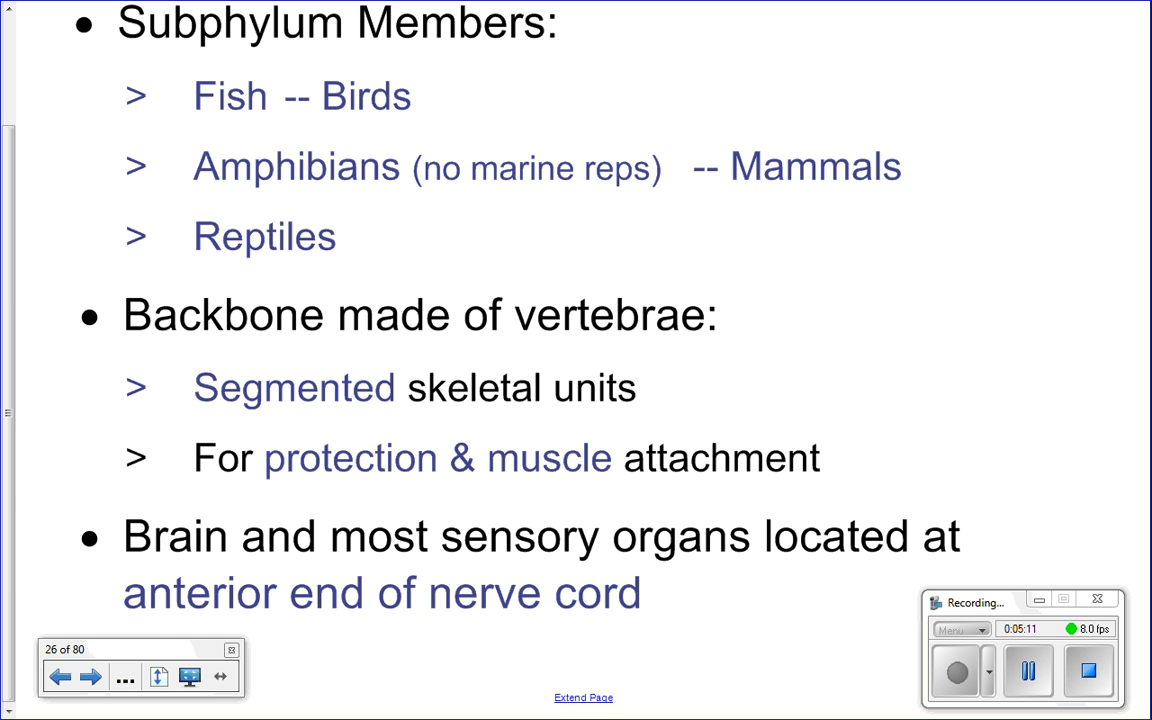 • Subphylum Members:
> Fish -- Birds
> Amphibians (no marine reps) -- Mammals
> Reptiles
• Backbone made of vertebrae:
> Segmented skeletal units
> For protection & muscle attachment
• Brain and most sensory organs located at
anterior end of nerve cord
Recording...
Menu 0:05:11 8.0 fps
26 of 80
...
Extend Page